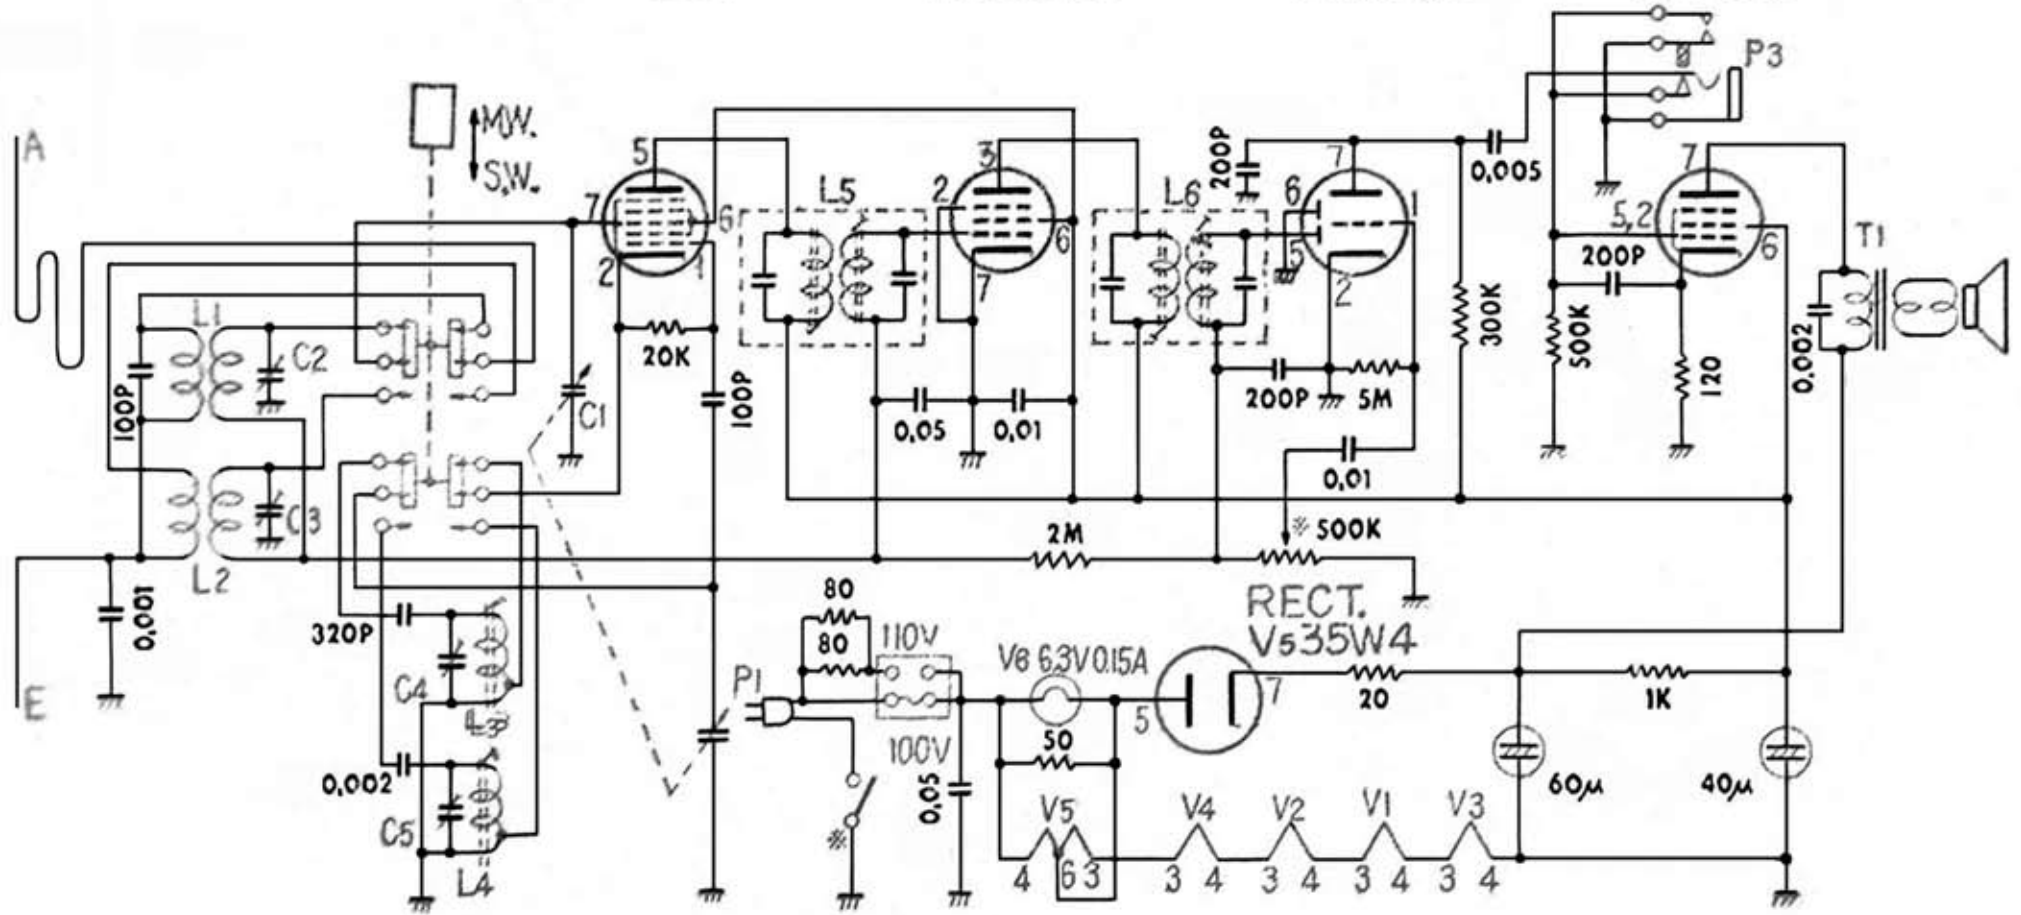 A
MW.
S.W.
P3
5
7
6
2
1
L5
3
2
6
7
L6
200P
7
6
5
1
2
0,005
7
5,2
6
T1
20K
100P
0,05
0,01
200P
5M
0,01
300K
500K
200P
120
0,002
L1
C2
100P
C1
C3
L2
2M
※ 500K
E
0,001
320P
C4
L3
0,002
C5
L4
P1
80
80
110V
100V
※
0,05
V6 6.3V 0.15A
50
RECT.
V5 35W4
5
7
20
1K
60μ
40μ
V5
V4
V2
V1
V3
4
6 3
3 4
3 4
3 4
3 4